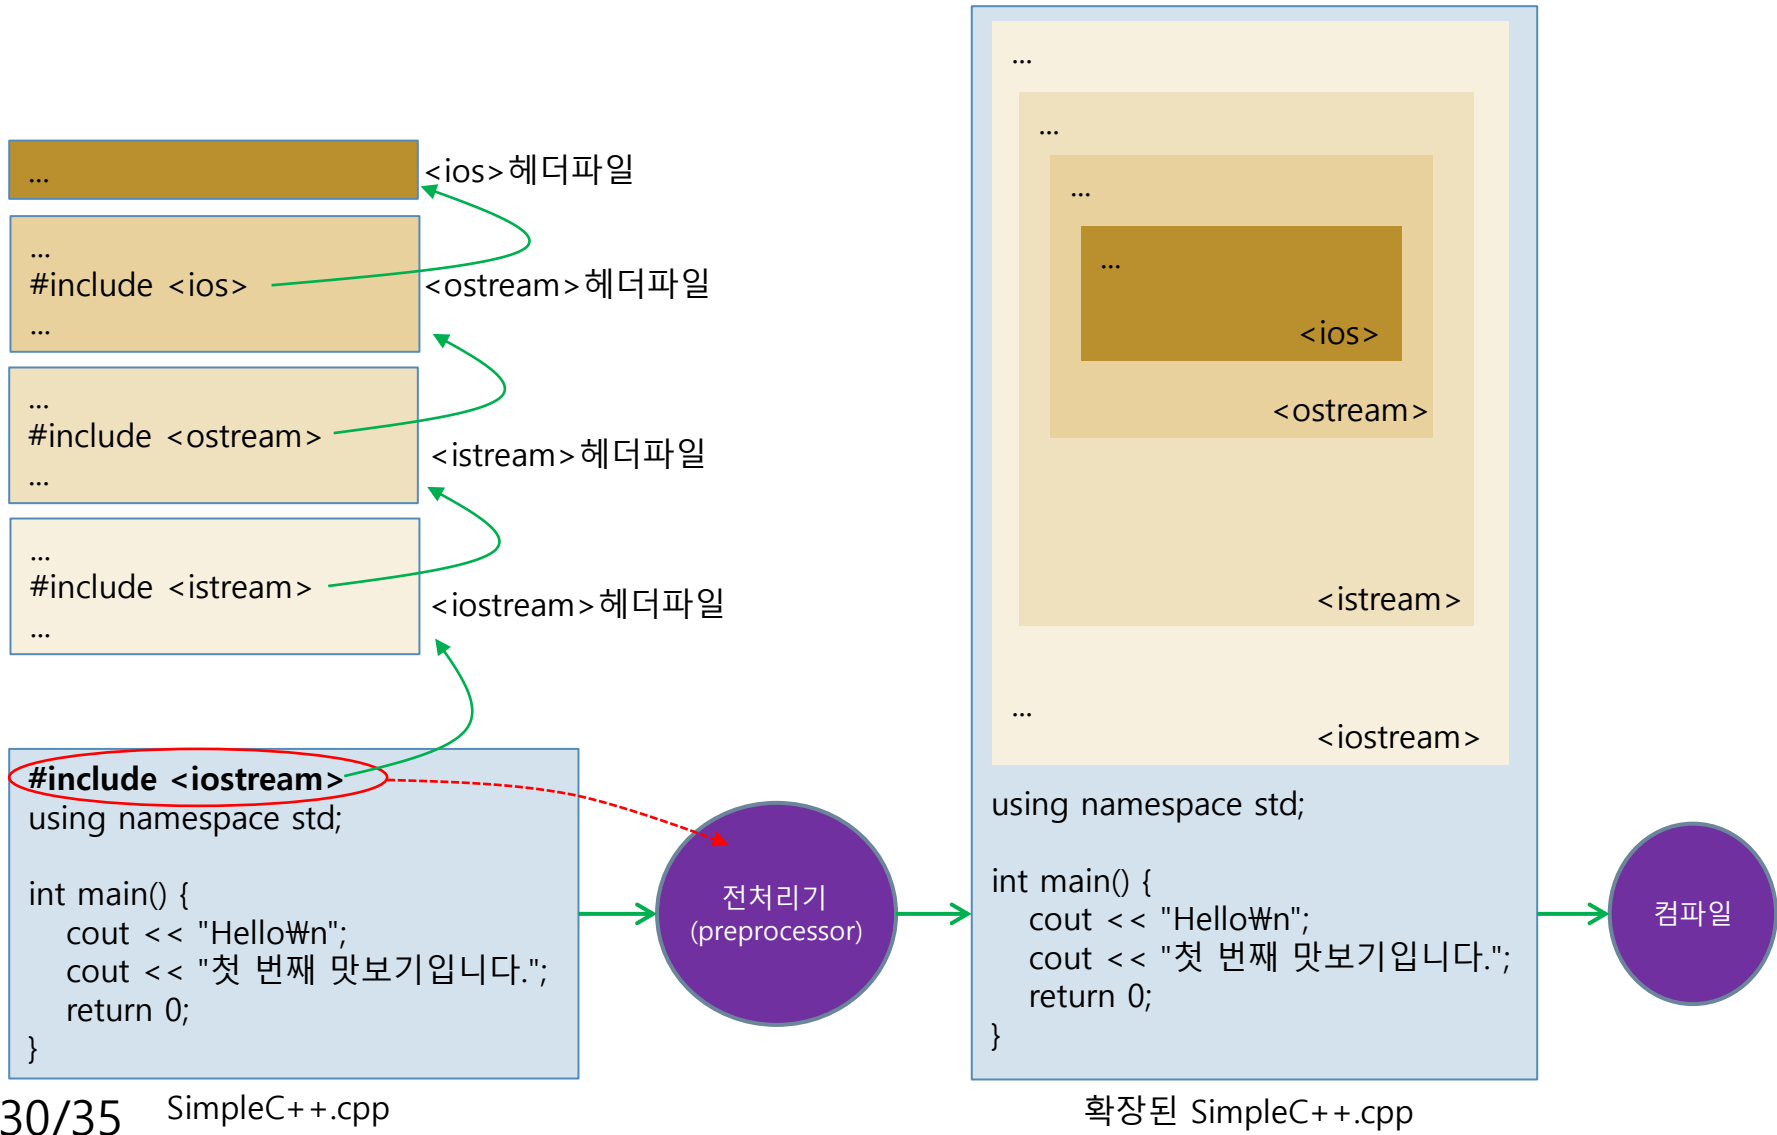 ...
<ios>헤더파일
...
#include <ios>
...
<ostream>헤더파일
...
#include <ostream>
...
<istream>헤더파일
...
#include <istream>
...
<iostream>헤더파일
#include <iostream>
using namespace std;
int main() {
cout << "Hello₩n";
cout << "첫 번째 맛보기입니다.";
return 0;
}
SimpleC++.cpp
30/35
전처리기
(preprocessor)
...
...
...
...
<ios>
<ostream>
<istream>
...
<iostream>
using namespace std;
int main() {
cout << "Hello₩n";
cout << "첫 번째 맛보기입니다.";
return 0;
}
확장된 SimpleC++.cpp
컴파일